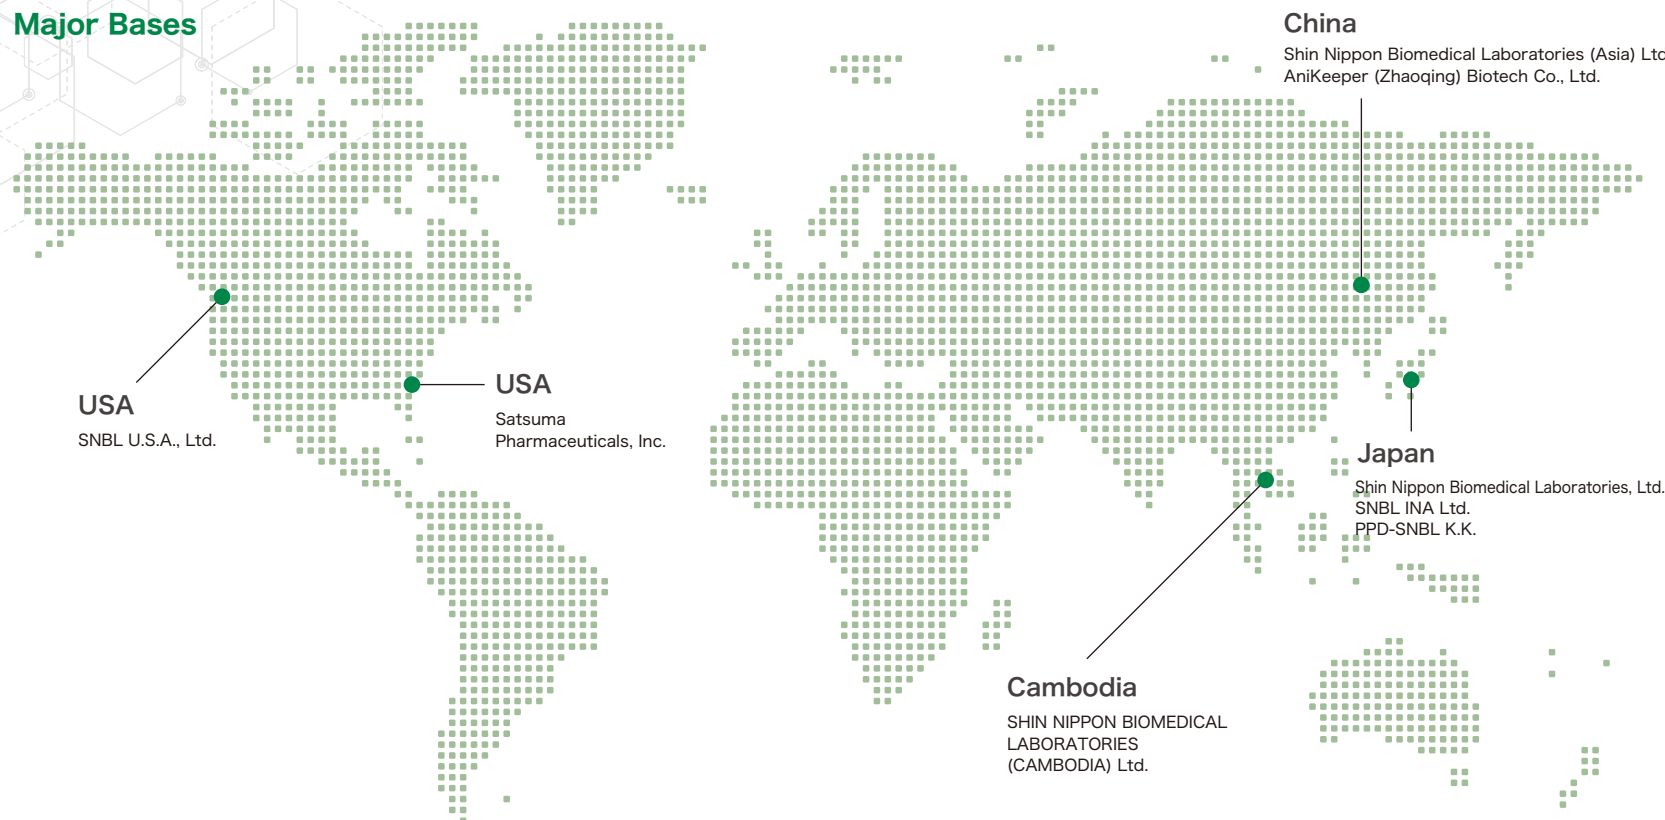 Major Bases
China
Shin Nippon Biomedical Laboratories (Asia) Ltd
AniKeeper (Zhaoqing) Biotech Co., Ltd.
USA
SNBL U.S.A., Ltd.
USA
Satsuma
Pharmaceuticals, Inc.
Japan
Shin Nippon Biomedical Laboratories, Ltd.
SNBL INA Ltd.
PPD-SNBL K.K.
Cambodia
SHIN NIPPON BIOMEDICAL
LABORATORIES
(CAMBODIA) Ltd.